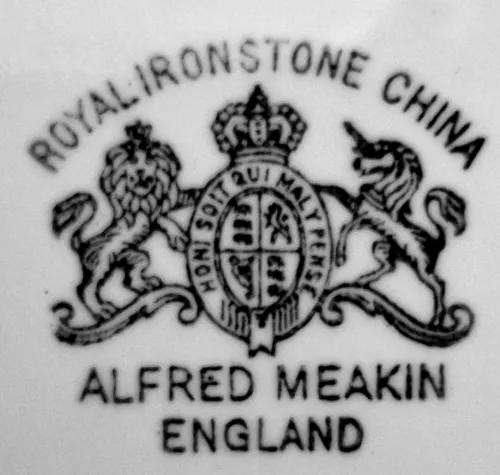 ROYAL IRONSTONE CHINA
HONI SOIT QUI MAL Y PENSE
ALFRED MEAKIN
ENGLAND